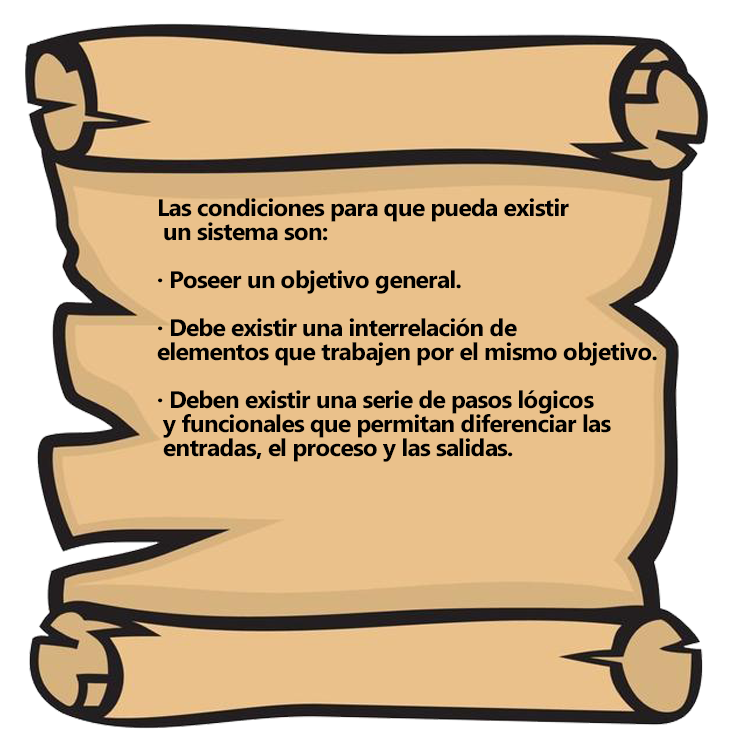 Las condiciones para que pueda existir
un sistema son:
· Poseer un objetivo general.
· Debe existir una interrelación de
elementos que trabajen por el mismo objetivo.
· Deben existir una serie de pasos lógicos
y funcionales que permitan diferenciar las
entradas, el proceso y las salidas.